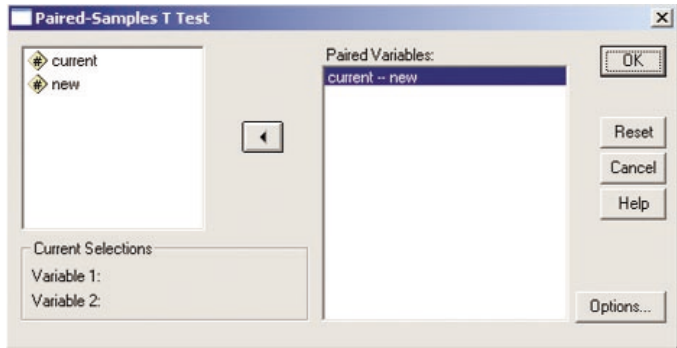 Paired-Samples T Test
current
new
Paired Variables:
current -- new
OK
Reset
Cancel
Help
Current Selections
Variable 1:
Variable 2:
Options...